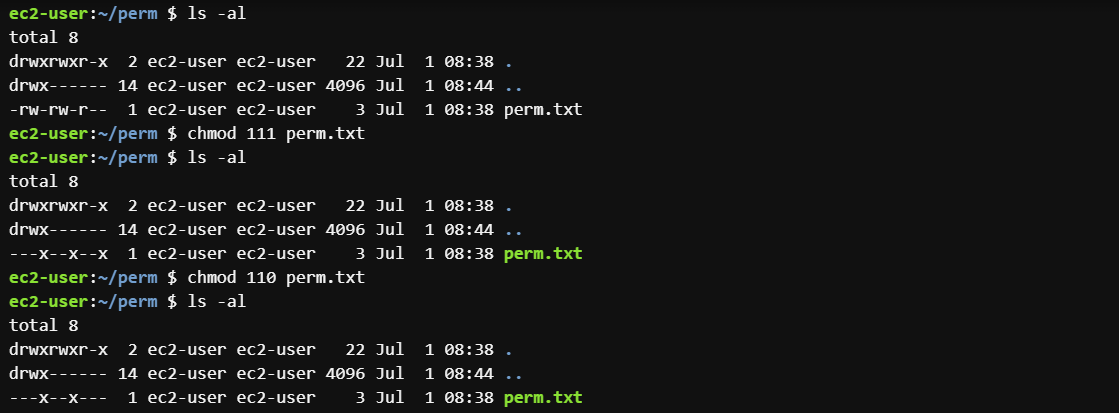 ec2-user:~/perm $ ls -al
total 8
drwxrwxr-x  2 ec2-user ec2-user   22 Jul  1 08:38 .
drwx------ 14 ec2-user ec2-user 4096 Jul  1 08:44 ..
-rw-rw-r--  1 ec2-user ec2-user    3 Jul  1 08:38 perm.txt
ec2-user:~/perm $ chmod 111 perm.txt
ec2-user:~/perm $ ls -al
total 8
drwxrwxr-x  2 ec2-user ec2-user   22 Jul  1 08:38 .
drwx------ 14 ec2-user ec2-user 4096 Jul  1 08:44 ..
---x--x--x  1 ec2-user ec2-user    3 Jul  1 08:38 perm.txt
ec2-user:~/perm $ chmod 110 perm.txt
ec2-user:~/perm $ ls -al
total 8
drwxrwxr-x  2 ec2-user ec2-user   22 Jul  1 08:38 .
drwx------ 14 ec2-user ec2-user 4096 Jul  1 08:44 ..
---x--x---  1 ec2-user ec2-user    3 Jul  1 08:38 perm.txt